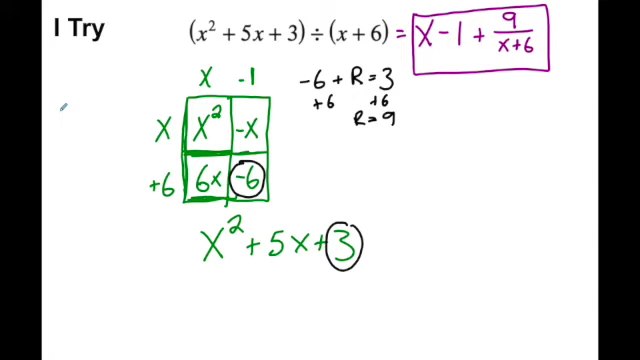 I Try
(x² + 5x + 3) ÷ (x + 6) = x - 1 + 9/(x+6)
x -1
-6 + R = 3
+6 +6
R = 9
x x² -x
+6 6x -6
x² + 5x + 3